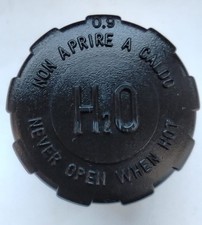 0.9
NON APRIRE A CALDO
H₂O
NEVER OPEN WHEN HOT